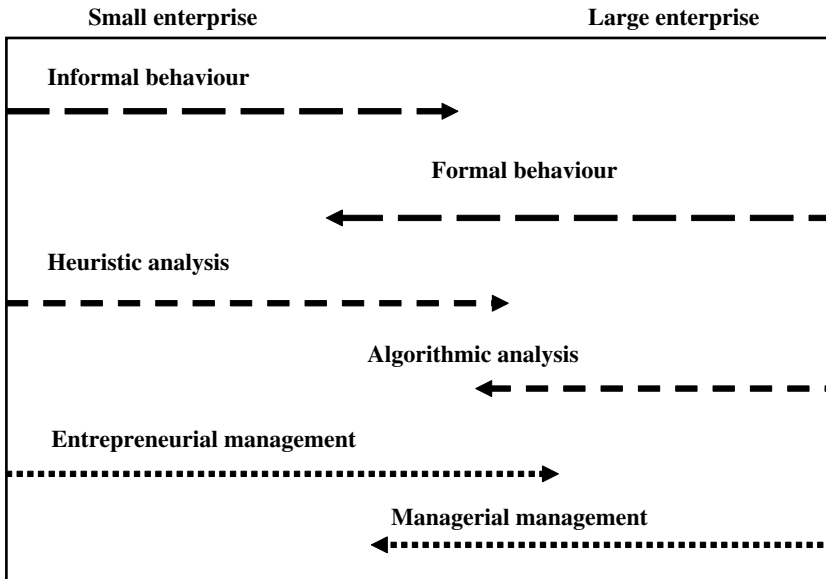 Small enterprise Large enterprise
Informal behaviour
Formal behaviour
Heuristic analysis
Algorithmic analysis
Entrepreneurial management
Managerial management